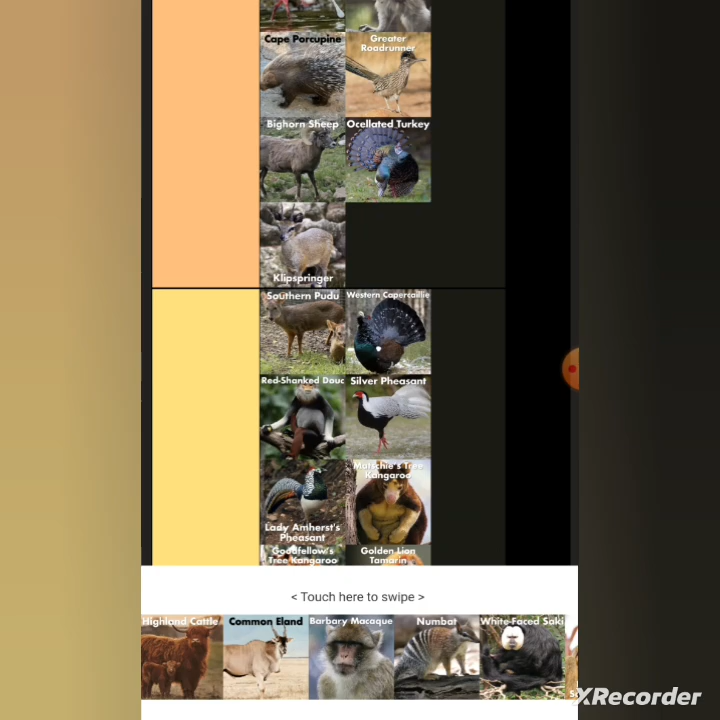 Cape Porcupine
Greater
Roadrunner
Bighorn Sheep
Ocellated Turkey
Klipspringer
Southern Pudu
Western Capercaillie
Red-Shanked Douc
Silver Pheasant
Lady Amherst's
Pheasant
Matschie's Tree
Kangaroo
Goodfellow's
Tree Kangaroo
Golden Lion
Tamarin
< Touch here to swipe >
Highland Cattle
Common Eland
Barbary Macaque
Numbat
White-Faced Saki
XRecorder